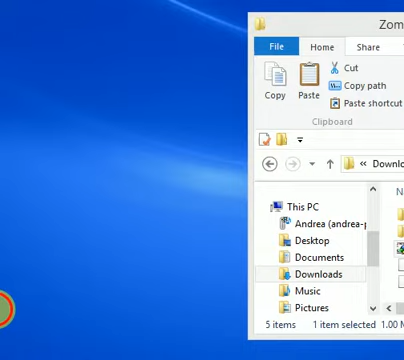 Zom
File Home Share
Copy Paste Cut
Copy path
Paste shortcut
Clipboard
« Downlo
N
This PC
Andrea (andrea-p
Desktop
Documents
Downloads
Music
Pictures
5 items 1 item selected 1.00 M